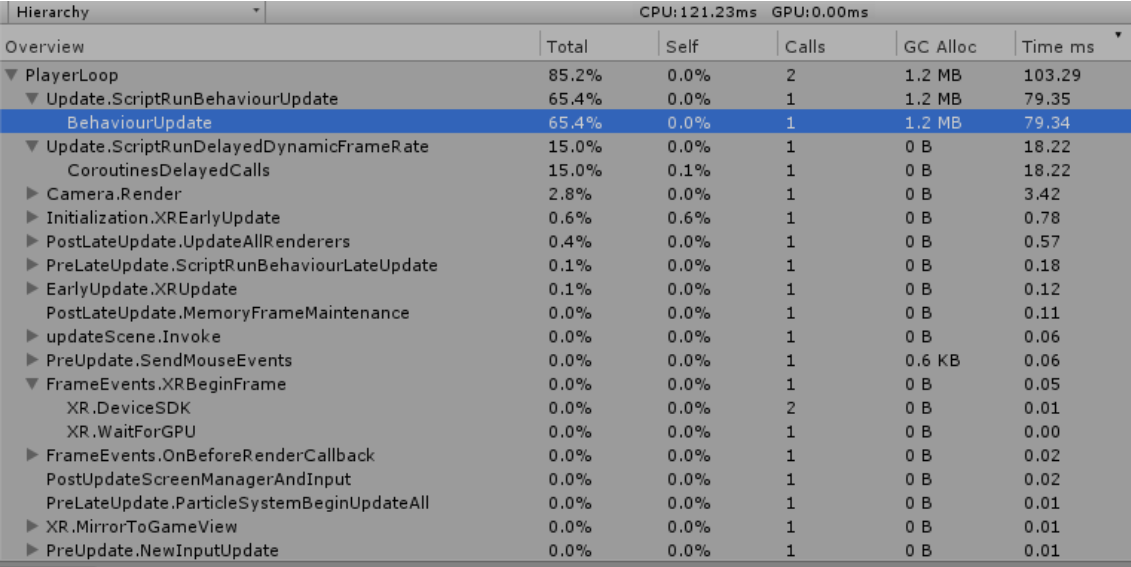 Hierarchy CPU:121.23ms GPU:0.00ms
Overview Total Self Calls GC Alloc Time ms
PlayerLoop 85.2% 0.0% 2 1.2 MB 103.29
Update.ScriptRunBehaviourUpdate 65.4% 0.0% 1 1.2 MB 79.35
BehaviourUpdate 65.4% 0.0% 1 1.2 MB 79.34
Update.ScriptRunDelayedDynamicFrameRate 15.0% 0.0% 1 0 B 18.22
CoroutinesDelayedCalls 15.0% 0.1% 1 0 B 18.22
Camera.Render 2.8% 0.0% 1 0 B 3.42
Initialization.XREarlyUpdate 0.6% 0.6% 1 0 B 0.78
PostLateUpdate.UpdateAllRenderers 0.4% 0.0% 1 0 B 0.57
PreLateUpdate.ScriptRunBehaviourLateUpdate 0.1% 0.0% 1 0 B 0.18
EarlyUpdate.XRUpdate 0.1% 0.0% 1 0 B 0.12
PostLateUpdate.MemoryFrameMaintenance 0.0% 0.0% 1 0 B 0.11
updateScene.Invoke 0.0% 0.0% 1 0 B 0.06
PreUpdate.SendMouseEvents 0.0% 0.0% 1 0.6 KB 0.06
FrameEvents.XRBeginFrame 0.0% 0.0% 1 0 B 0.05
XR.DeviceSDK 0.0% 0.0% 2 0 B 0.01
XR.WaitForGPU 0.0% 0.0% 1 0 B 0.00
FrameEvents.OnBeforeRenderCallback 0.0% 0.0% 1 0 B 0.02
PostUpdateScreenManagerAndInput 0.0% 0.0% 1 0 B 0.02
PreLateUpdate.ParticleSystemBeginUpdateAll 0.0% 0.0% 1 0 B 0.01
XR.MirrorToGameView 0.0% 0.0% 1 0 B 0.01
PreUpdate.NewInputUpdate 0.0% 0.0% 1 0 B 0.01